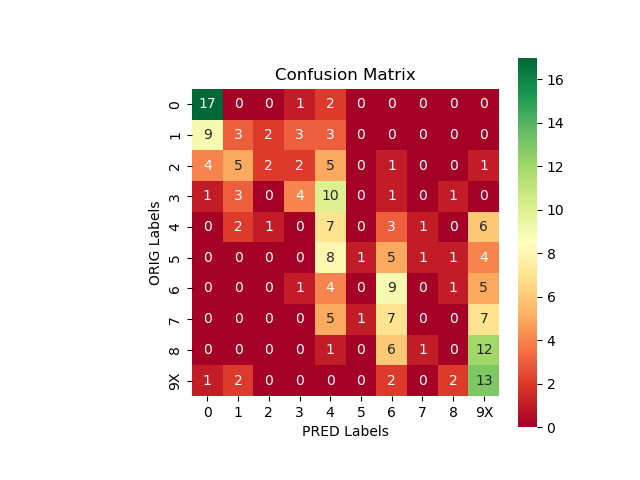 Confusion Matrix
ORIG Labels
0 17 0 0 1 2 0 0 0 0 0
1 9 3 2 3 3 0 0 0 0 0
2 4 5 2 2 5 0 1 0 0 1
3 1 3 0 4 10 0 1 0 1 0
4 0 2 1 0 7 0 3 1 0 6
5 0 0 0 0 8 1 5 1 1 4
6 0 0 0 1 4 0 9 0 1 5
7 0 0 0 0 5 1 7 0 0 7
8 0 0 0 0 1 0 6 1 0 12
9X 1 2 0 0 0 0 2 0 2 13
0 1 2 3 4 5 6 7 8 9X
PRED Labels
16
14
12
10
8
6
4
2
0